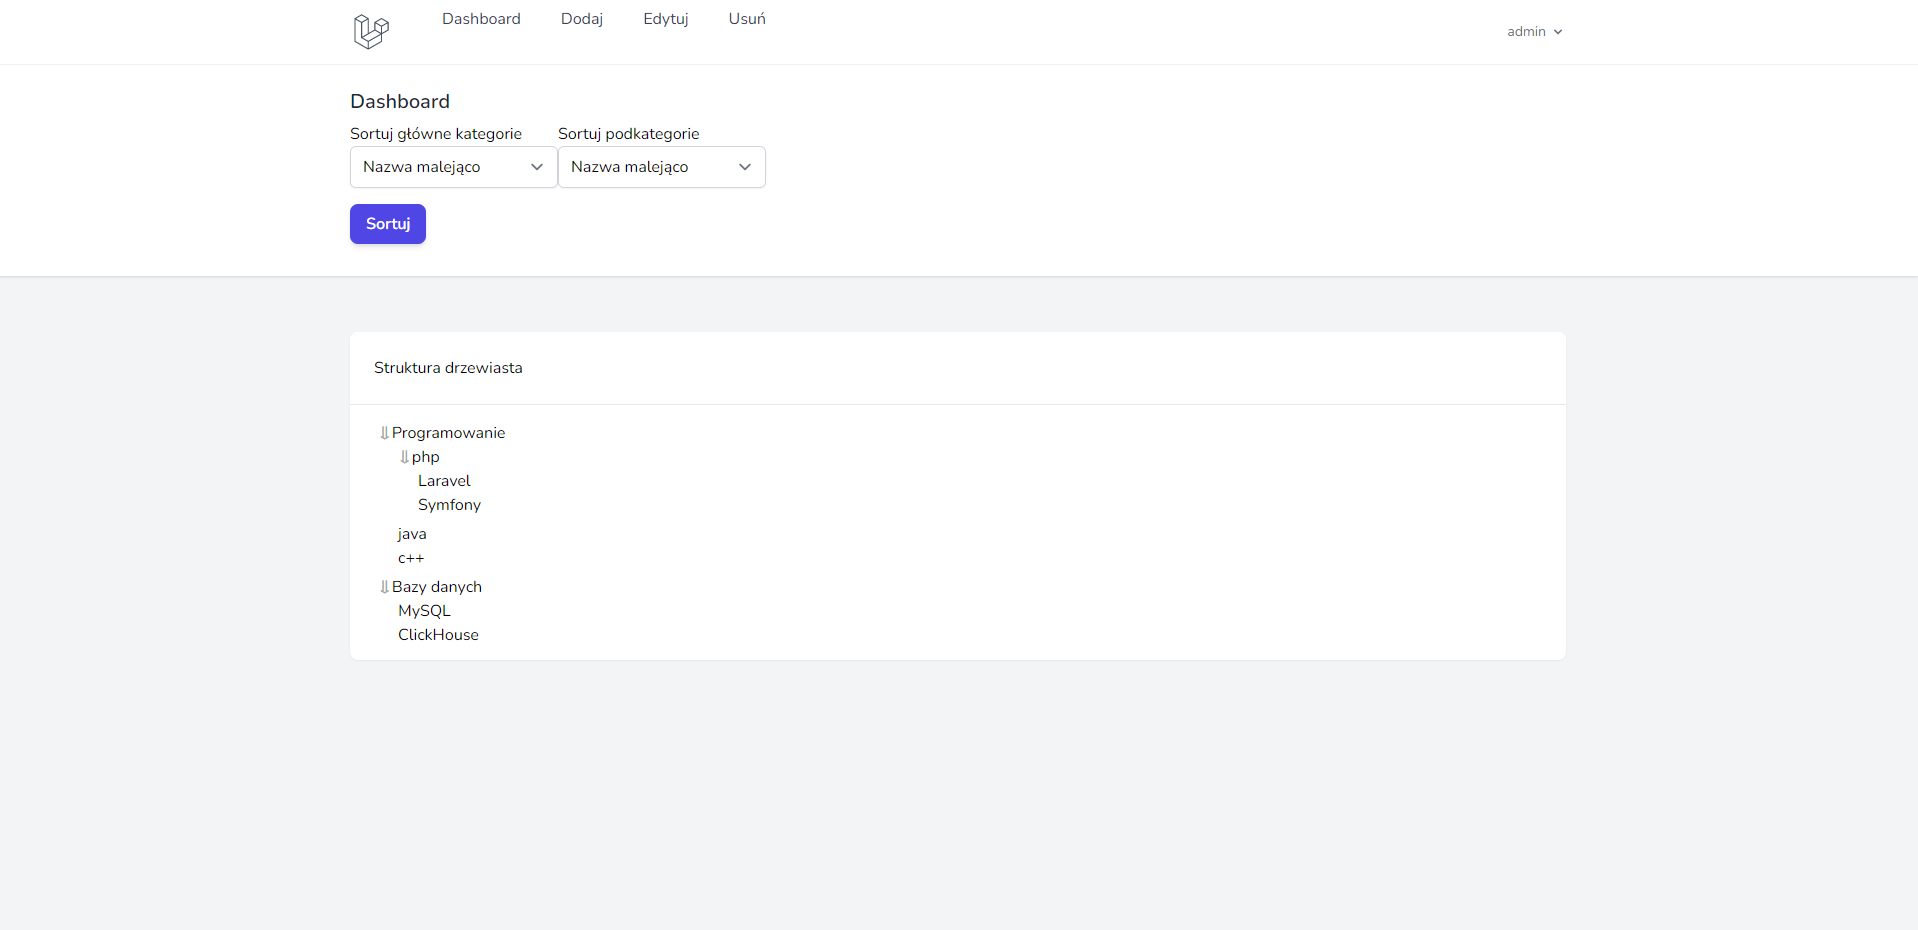 Dashboard Dodaj Edytuj Usuń admin
Dashboard
Sortuj główne kategorie Sortuj podkategorie
Nazwa malejąco Nazwa malejąco
Sortuj
Struktura drzewiasta
⇓Programowanie
⇓php
Laravel
Symfony
java
c++
⇓Bazy danych
MySQL
ClickHouse